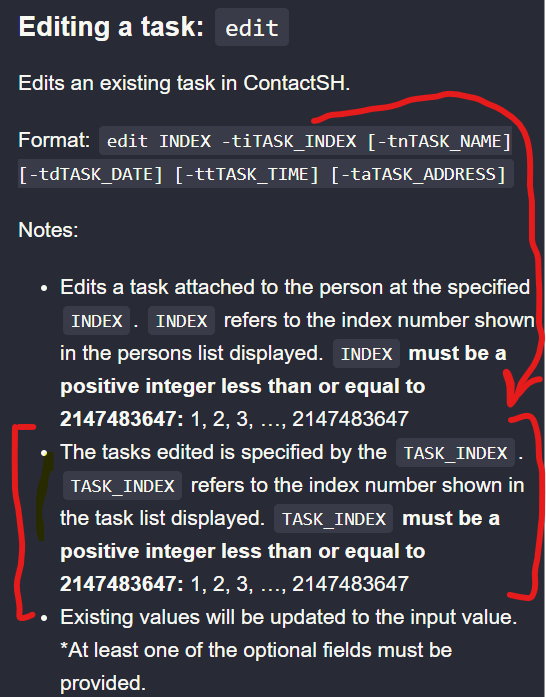 Editing a task: edit
Edits an existing task in ContactSH.
Format: edit INDEX -tiTASK_INDEX [-tnTASK_NAME]
[-tdTASK_DATE] [-ttTASK_TIME] [-taTASK_ADDRESS]
Notes:
• Edits a task attached to the person at the specified
INDEX . INDEX refers to the index number shown
in the persons list displayed. INDEX must be a
positive integer less than or equal to
2147483647: 1, 2, 3, …, 2147483647
• The tasks edited is specified by the TASK_INDEX .
TASK_INDEX refers to the index number shown in
the task list displayed. TASK_INDEX must be a
positive integer less than or equal to
2147483647: 1, 2, 3, …, 2147483647
• Existing values will be updated to the input value.
*At least one of the optional fields must be
provided.